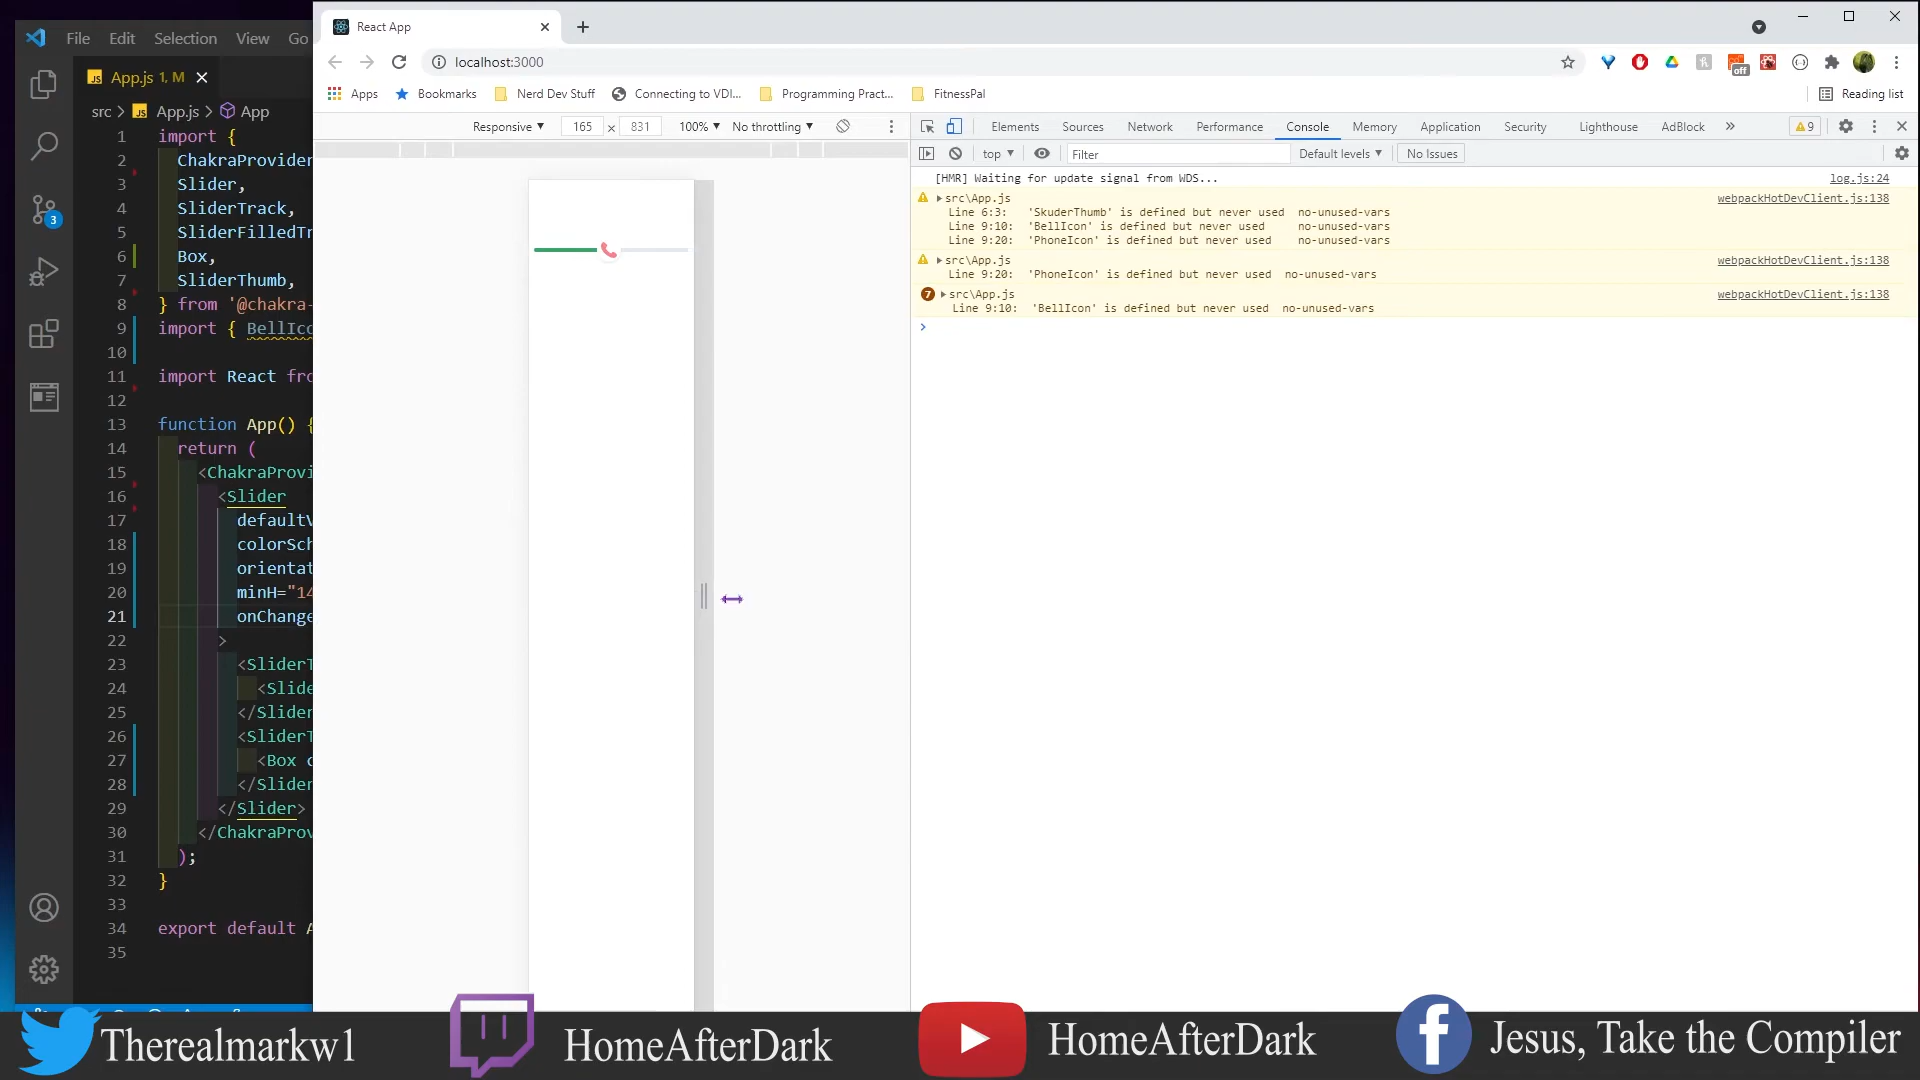 File Edit Selection View Go
App.js 1, M
src > App.js > App
1 import {
2 ChakraProvider
3 Slider,
4 SliderTrack,
5 SliderFilledTr
6 Box,
7 SliderThumb,
8 } from '@chakra-
9 import { BellIco
10
11 import React fro
12
13 function App() {
14 return (
15 <ChakraProvi
16 <Slider
17 defaultV
18 colorSch
19 orientat
20 minH="14
21 onChange
22 >
23 <SliderT
24 <Slide
25 </Slider
26 <SliderT
27 <Box c
28 </Slider
29 </Slider>
30 </ChakraProv
31 );
32 }
33
34 export default A
35
3
React App
localhost:3000
off
Apps Bookmarks Nerd Dev Stuff Connecting to VDI... Programming Pract... FitnessPal Reading list
Responsive 165 x 831 100% No throttling
Elements Sources Network Performance Console Memory Application Security Lighthouse AdBlock » 9
top Filter Default levels No Issues
[HMR] Waiting for update signal from WDS... log.js:24
src\App.js webpackHotDevClient.js:138
Line 6:3: 'SkuderThumb' is defined but never used no-unused-vars
Line 9:10: 'BellIcon' is defined but never used no-unused-vars
Line 9:20: 'PhoneIcon' is defined but never used no-unused-vars
src\App.js webpackHotDevClient.js:138
Line 9:20: 'PhoneIcon' is defined but never used no-unused-vars
7 src\App.js webpackHotDevClient.js:138
Line 9:10: 'BellIcon' is defined but never used no-unused-vars
>
Therealmarkw1 HomeAfterDark HomeAfterDark Jesus, Take the Compiler